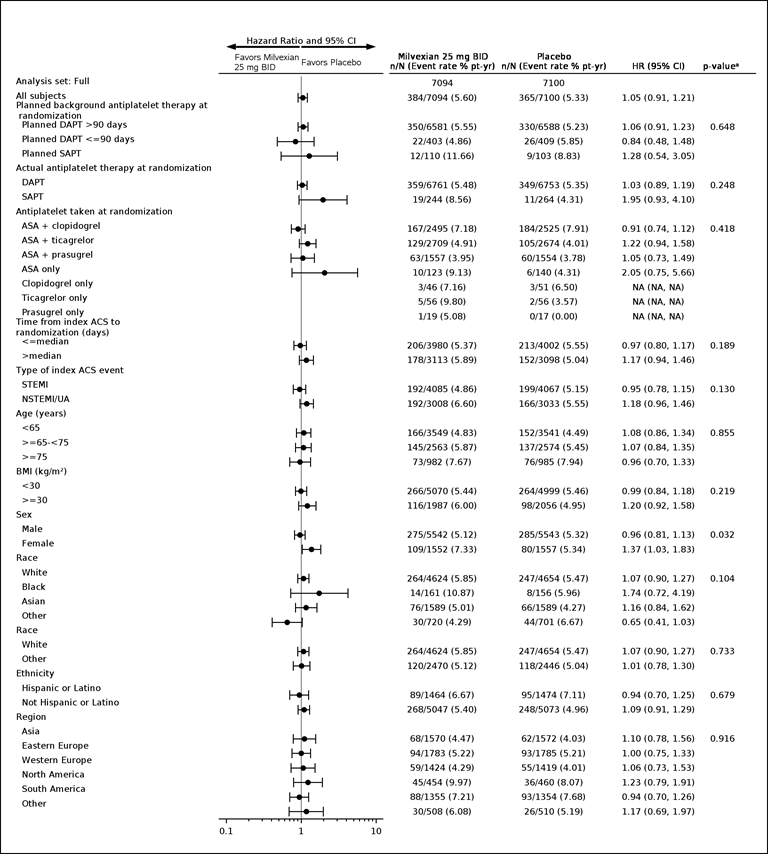 Hazard Ratio and 95% CI
Favors Milvexian 25 mg BID Favors Placebo Milvexian 25 mg BID n/N (Event rate % pt-yr) Placebo n/N (Event rate % pt-yr) HR (95% CI) p-valueᵃ
Analysis set: Full 7094 7100
All subjects 384/7094 (5.60) 365/7100 (5.33) 1.05 (0.91, 1.21)
Planned background antiplatelet therapy at
randomization
Planned DAPT >90 days 350/6581 (5.55) 330/6588 (5.23) 1.06 (0.91, 1.23) 0.648
Planned DAPT <=90 days 22/403 (4.86) 26/409 (5.85) 0.84 (0.48, 1.48)
Planned SAPT 12/110 (11.66) 9/103 (8.83) 1.28 (0.54, 3.05)
Actual antiplatelet therapy at randomization
DAPT 359/6761 (5.48) 349/6753 (5.35) 1.03 (0.89, 1.19) 0.248
SAPT 19/244 (8.56) 11/264 (4.31) 1.95 (0.93, 4.10)
Antiplatelet taken at randomization
ASA + clopidogrel 167/2495 (7.18) 184/2525 (7.91) 0.91 (0.74, 1.12) 0.418
ASA + ticagrelor 129/2709 (4.91) 105/2674 (4.01) 1.22 (0.94, 1.58)
ASA + prasugrel 63/1557 (3.95) 60/1554 (3.78) 1.05 (0.73, 1.49)
ASA only 10/123 (9.13) 6/140 (4.31) 2.05 (0.75, 5.66)
Clopidogrel only 3/46 (7.16) 3/51 (6.50) NA (NA, NA)
Ticagrelor only 5/56 (9.80) 2/56 (3.57) NA (NA, NA)
Prasugrel only 1/19 (5.08) 0/17 (0.00) NA (NA, NA)
Time from index ACS to
randomization (days)
<=median 206/3980 (5.37) 213/4002 (5.55) 0.97 (0.80, 1.17) 0.189
>median 178/3113 (5.89) 152/3098 (5.04) 1.17 (0.94, 1.46)
Type of index ACS event
STEMI 192/4085 (4.86) 199/4067 (5.15) 0.95 (0.78, 1.15) 0.130
NSTEMI/UA 192/3008 (6.60) 166/3033 (5.55) 1.18 (0.96, 1.46)
Age (years)
<65 166/3549 (4.83) 152/3541 (4.49) 1.08 (0.86, 1.34) 0.855
>=65-<75 145/2563 (5.87) 137/2574 (5.45) 1.07 (0.84, 1.35)
>=75 73/982 (7.67) 76/985 (7.94) 0.96 (0.70, 1.33)
BMI (kg/m²)
<30 266/5070 (5.44) 264/4999 (5.46) 0.99 (0.84, 1.18) 0.219
>=30 116/1987 (6.00) 98/2056 (4.95) 1.20 (0.92, 1.58)
Sex
Male 275/5542 (5.12) 285/5543 (5.32) 0.96 (0.81, 1.13) 0.032
Female 109/1552 (7.33) 80/1557 (5.34) 1.37 (1.03, 1.83)
Race
White 264/4624 (5.85) 247/4654 (5.47) 1.07 (0.90, 1.27) 0.104
Black 14/161 (10.87) 8/156 (5.96) 1.74 (0.72, 4.19)
Asian 76/1589 (5.01) 66/1589 (4.27) 1.16 (0.84, 1.62)
Other 30/720 (4.29) 44/701 (6.67) 0.65 (0.41, 1.03)
Race
White 264/4624 (5.85) 247/4654 (5.47) 1.07 (0.90, 1.27) 0.733
Other 120/2470 (5.12) 118/2446 (5.04) 1.01 (0.78, 1.30)
Ethnicity
Hispanic or Latino 89/1464 (6.67) 95/1474 (7.11) 0.94 (0.70, 1.25) 0.679
Not Hispanic or Latino 268/5047 (5.40) 248/5073 (4.96) 1.09 (0.91, 1.29)
Region
Asia 68/1570 (4.47) 62/1572 (4.03) 1.10 (0.78, 1.56) 0.916
Eastern Europe 94/1783 (5.22) 93/1785 (5.21) 1.00 (0.75, 1.33)
Western Europe 59/1424 (4.29) 55/1419 (4.01) 1.06 (0.73, 1.53)
North America 45/454 (9.97) 36/460 (8.07) 1.23 (0.79, 1.91)
South America 88/1355 (7.21) 93/1354 (7.68) 0.94 (0.70, 1.26)
Other 30/508 (6.08) 26/510 (5.19) 1.17 (0.69, 1.97)
0.1 1 10